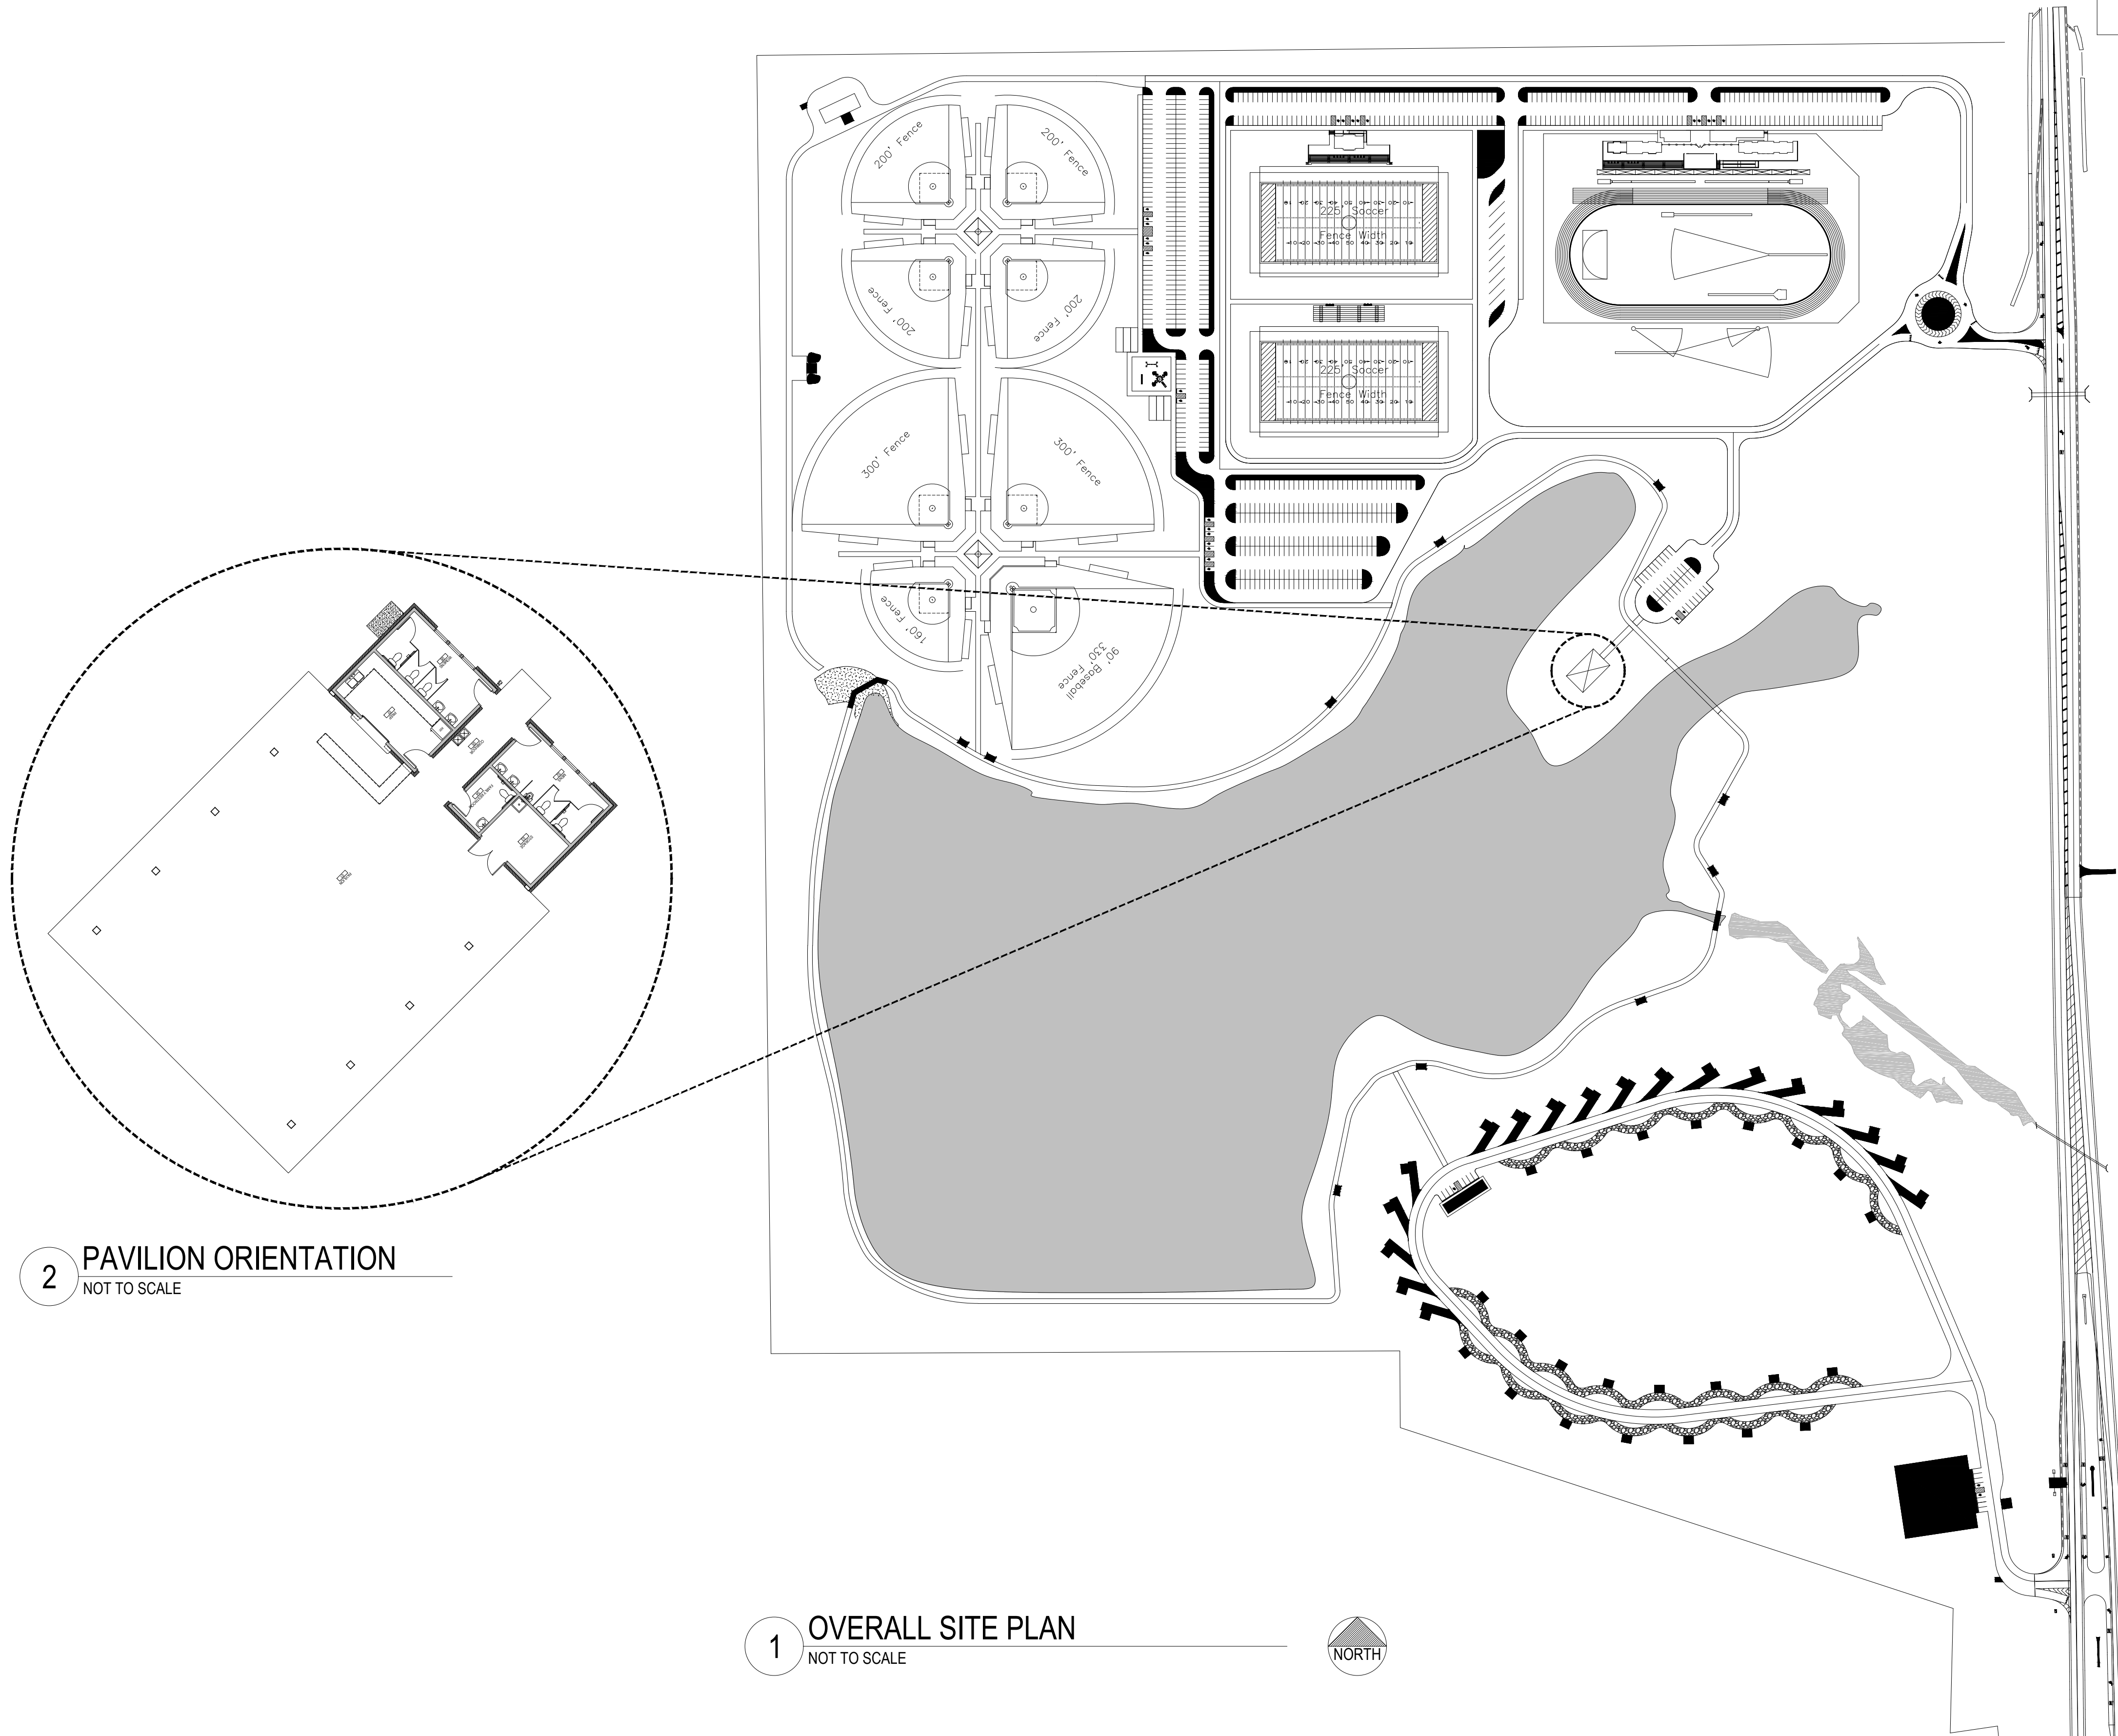 200' Fence
200' Fence
200' Fence
200' Fence
225' Soccer
Fence Width
225' Soccer
Fence Width
300' Fence
300' Fence
160' Fence
90' Baseball
330' Fence
2
PAVILION ORIENTATION
NOT TO SCALE
1
OVERALL SITE PLAN
NOT TO SCALE
NORTH